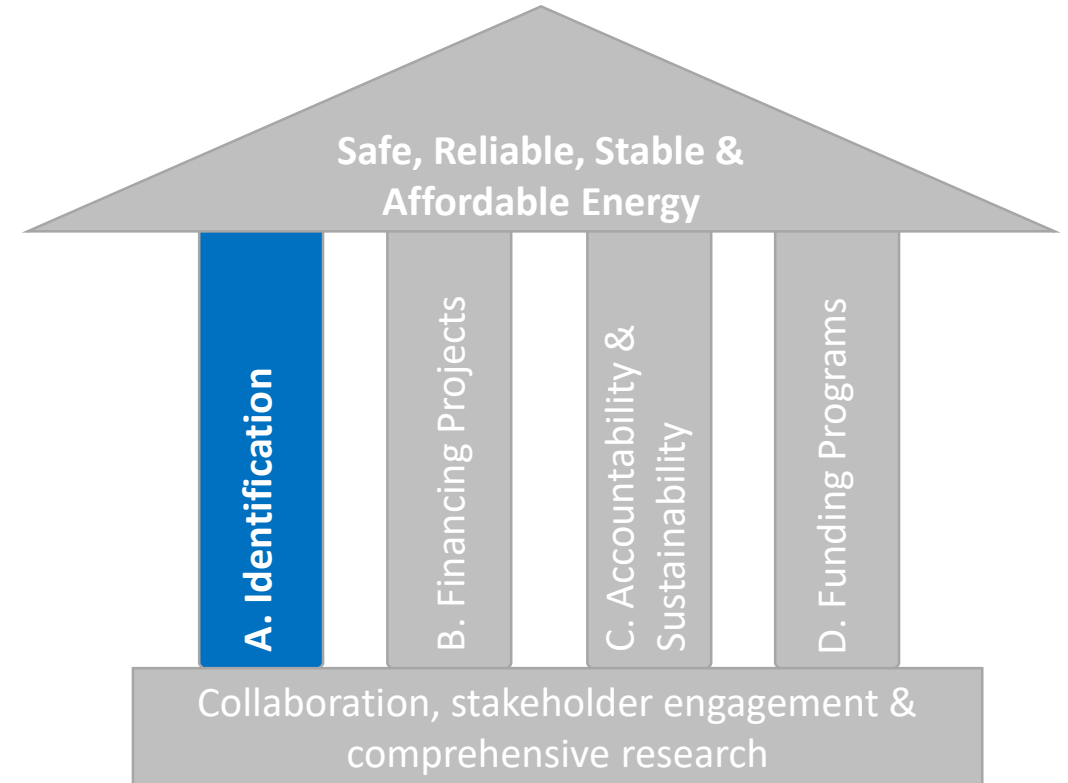 Safe, Reliable, Stable &
Affordable Energy
A. Identification
B. Financing Projects
C. Accountability &
Sustainability
D. Funding Programs
Collaboration, stakeholder engagement &
comprehensive research